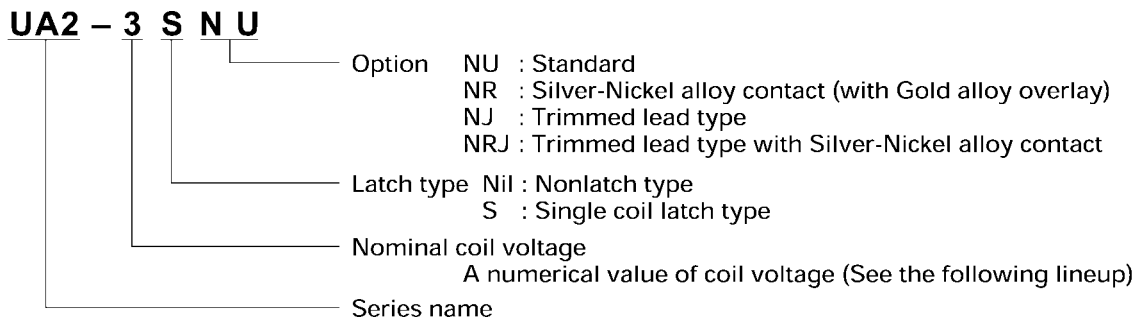 UA2 – 3 S N U
Option NU : Standard
NR : Silver-Nickel alloy contact (with Gold alloy overlay)
NJ : Trimmed lead type
NRJ : Trimmed lead type with Silver-Nickel alloy contact
Latch type Nil : Nonlatch type
S : Single coil latch type
Nominal coil voltage
A numerical value of coil voltage (See the following lineup)
Series name